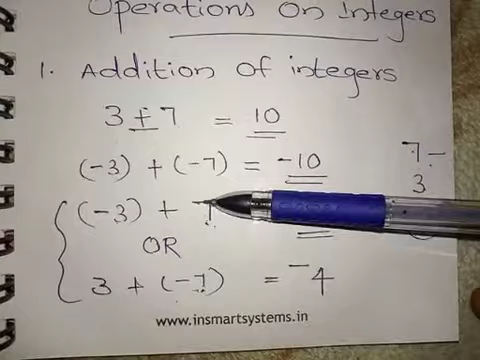 Operations On Integers
1. Addition Of integers
3 + 7 = 10
(-3) + (-7) = -10
7 -
3
(-3) + 7
OR
3 + (-7) = -4
www.insmartsystems.in